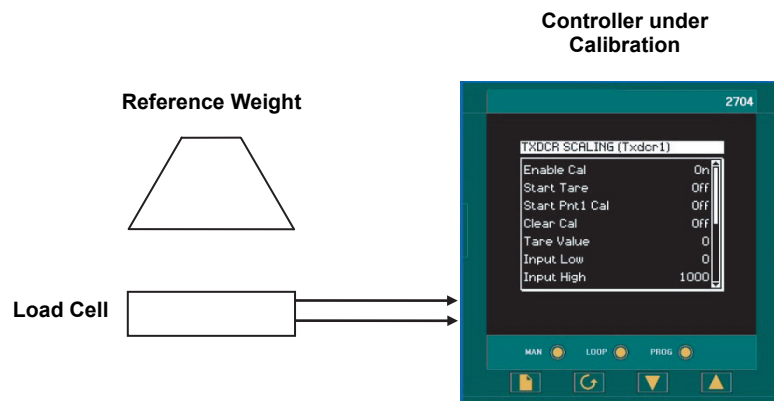 Controller under
Calibration
Reference Weight
2704
TXDCR SCALING (Txdcr1)
Enable Cal On
Start Tare Off
Start Pnt1 Cal Off
Clear Cal Off
Tare Value 0
Input Low 0
Input High 1000
Load Cell
MAN LOOP PROG